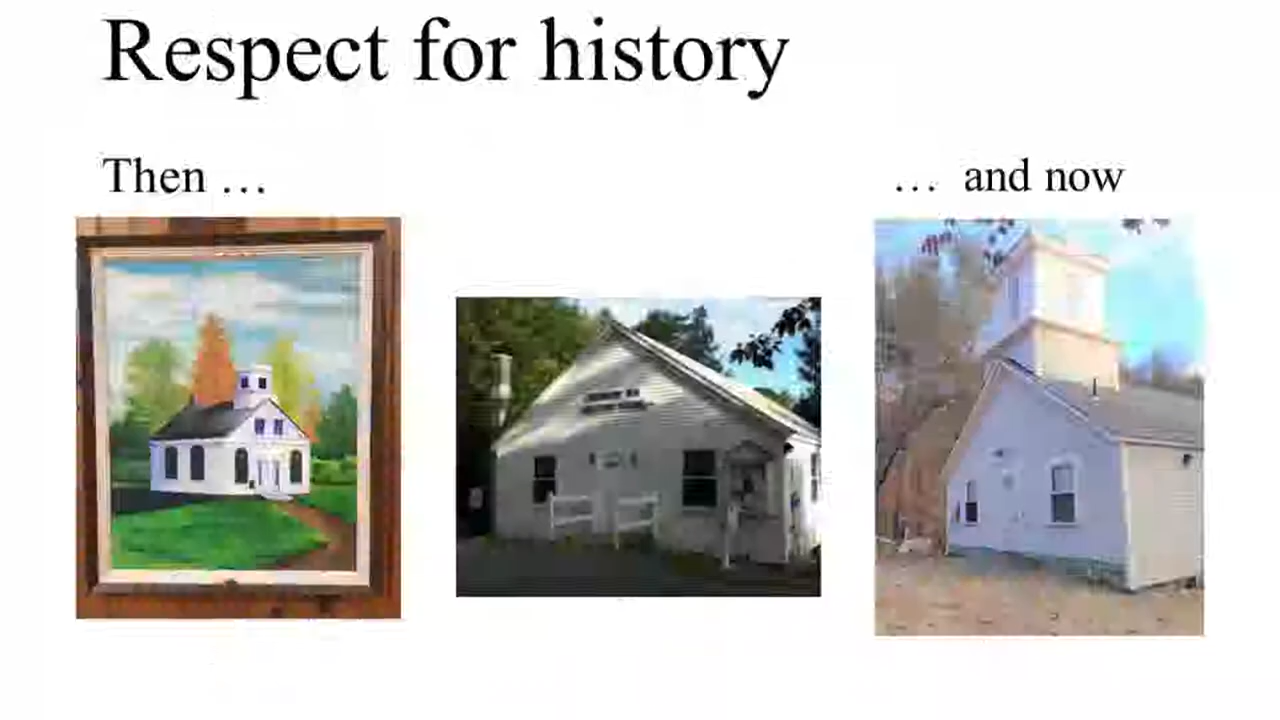 Respect for history
Then …
… and now